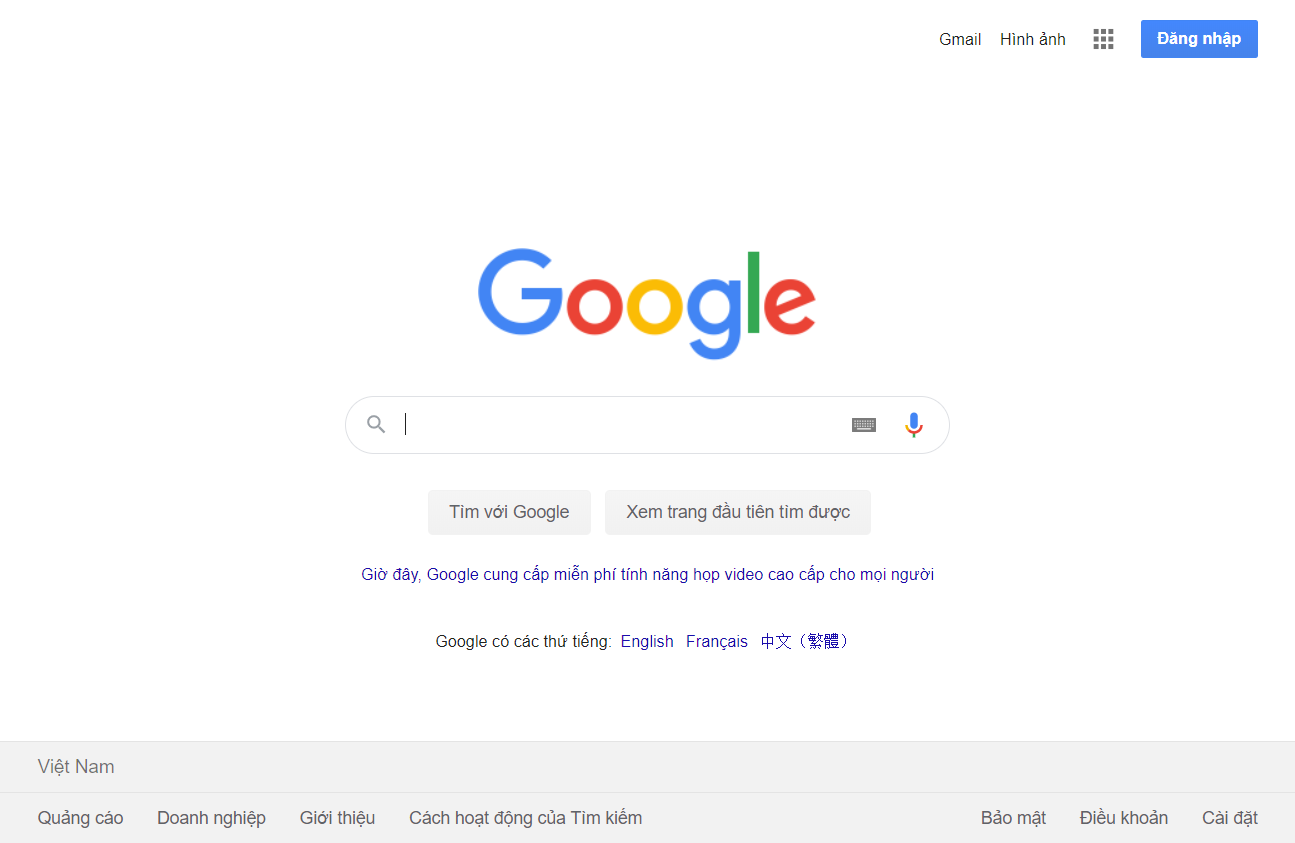 Gmail Hình ảnh Đăng nhập
Google
Tìm với Google Xem trang đầu tiên tìm được
Giờ đây, Google cung cấp miễn phí tính năng họp video cao cấp cho mọi người
Google có các thứ tiếng: English Français 中文（繁體）
Việt Nam
Quảng cáo Doanh nghiệp Giới thiệu Cách hoạt động của Tìm kiếm Bảo mật Điều khoản Cài đặt